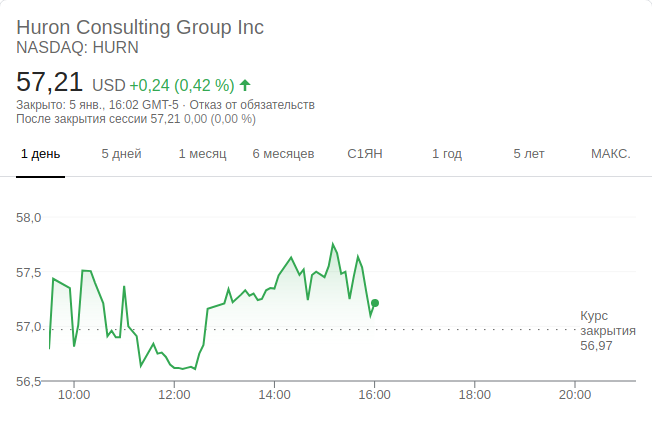 Huron Consulting Group Inc
NASDAQ: HURN
57,21 USD +0,24 (0,42 %)
Закрыто: 5 янв., 16:02 GMT-5 · Отказ от обязательств
После закрытия сессии 57,21 0,00 (0,00 %)
1 день 5 дней 1 месяц 6 месяцев С1ЯН 1 год 5 лет МАКС.
58,0
57,5
57,0
Курс
закрытия
56,97
56,5
10:00 12:00 14:00 16:00 18:00 20:00